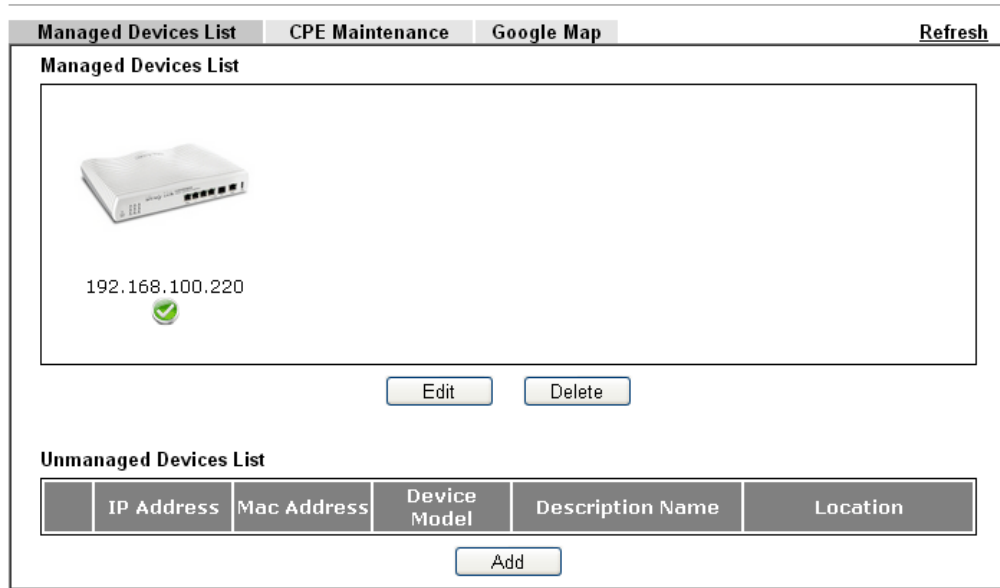 Managed Devices List CPE Maintenance Google Map Refresh
Managed Devices List
192.168.100.220
Edit Delete
Unmanaged Devices List
IP Address Mac Address Device Model Description Name Location
Add